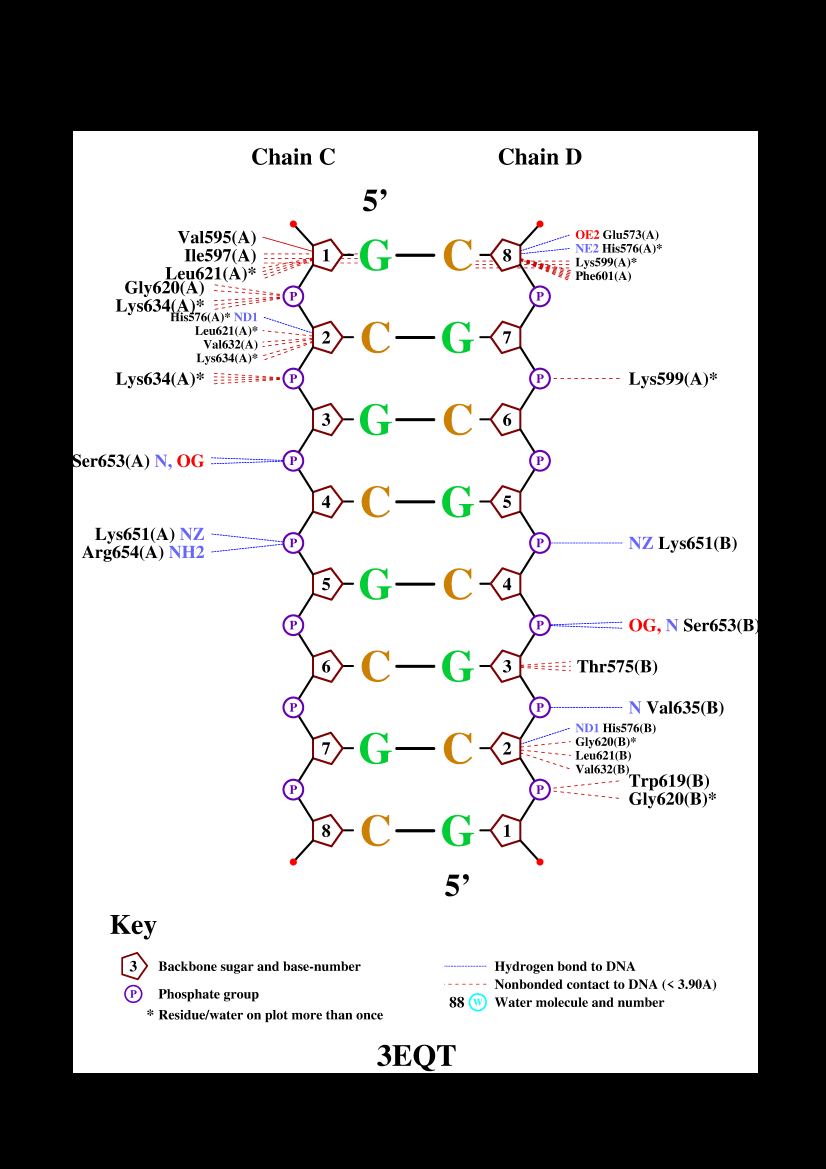 Chain C Chain D
5’
Val595(A)
OE2 Glu573(A)
NE2 His576(A)*
Ile597(A) 1 G C 8
Lys599(A)*
Leu621(A)*
Phe601(A)
Gly620(A)
P P
Lys634(A)*
His576(A)* ND1
Leu621(A)*
2 C G 7
Val632(A)
Lys634(A)*
Lys634(A)* P P Lys599(A)*
3 G C 6
Ser653(A) N, OG P P
4 C G 5
Lys651(A) NZ
P P NZ Lys651(B)
Arg654(A) NH2
5 G C 4
P P OG, N Ser653(B)
6 C G 3 Thr575(B)
P P N Val635(B)
ND1 His576(B)
Gly620(B)*
7 G C 2
Leu621(B)
Val632(B)
Trp619(B)
P P
Gly620(B)*
8 C G 1
5’
Key
3 Backbone sugar and base-number
P Phosphate group
* Residue/water on plot more than once
Hydrogen bond to DNA
Nonbonded contact to DNA (< 3.90A)
88 W Water molecule and number
3EQT